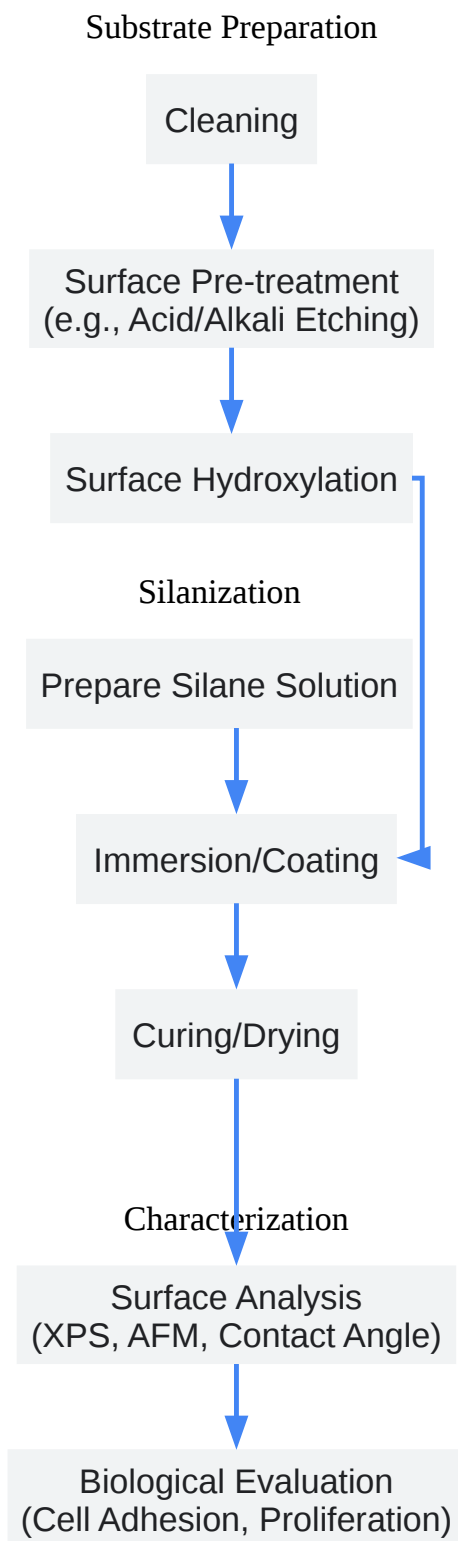 Substrate Preparation
Cleaning
Surface Pre-treatment
(e.g., Acid/Alkali Etching)
Surface Hydroxylation
Silanization
Prepare Silane Solution
Immersion/Coating
Curing/Drying
Characterization
Surface Analysis
(XPS, AFM, Contact Angle)
Biological Evaluation
(Cell Adhesion, Proliferation)